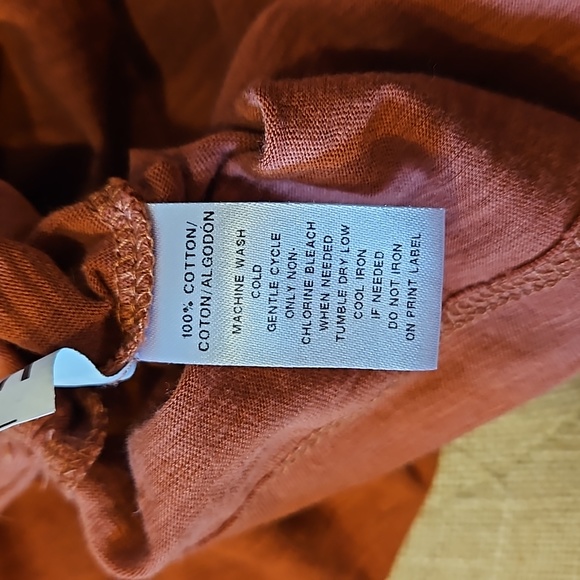 100% COTTON/
COTON/ALGODÓN
MACHINE WASH
COLD
GENTLE CYCLE
ONLY NON-
CHLORINE BLEACH
WHEN NEEDED
TUMBLE DRY LOW
COOL IRON
IF NEEDED
DO NOT IRON
ON PRINT LABEL